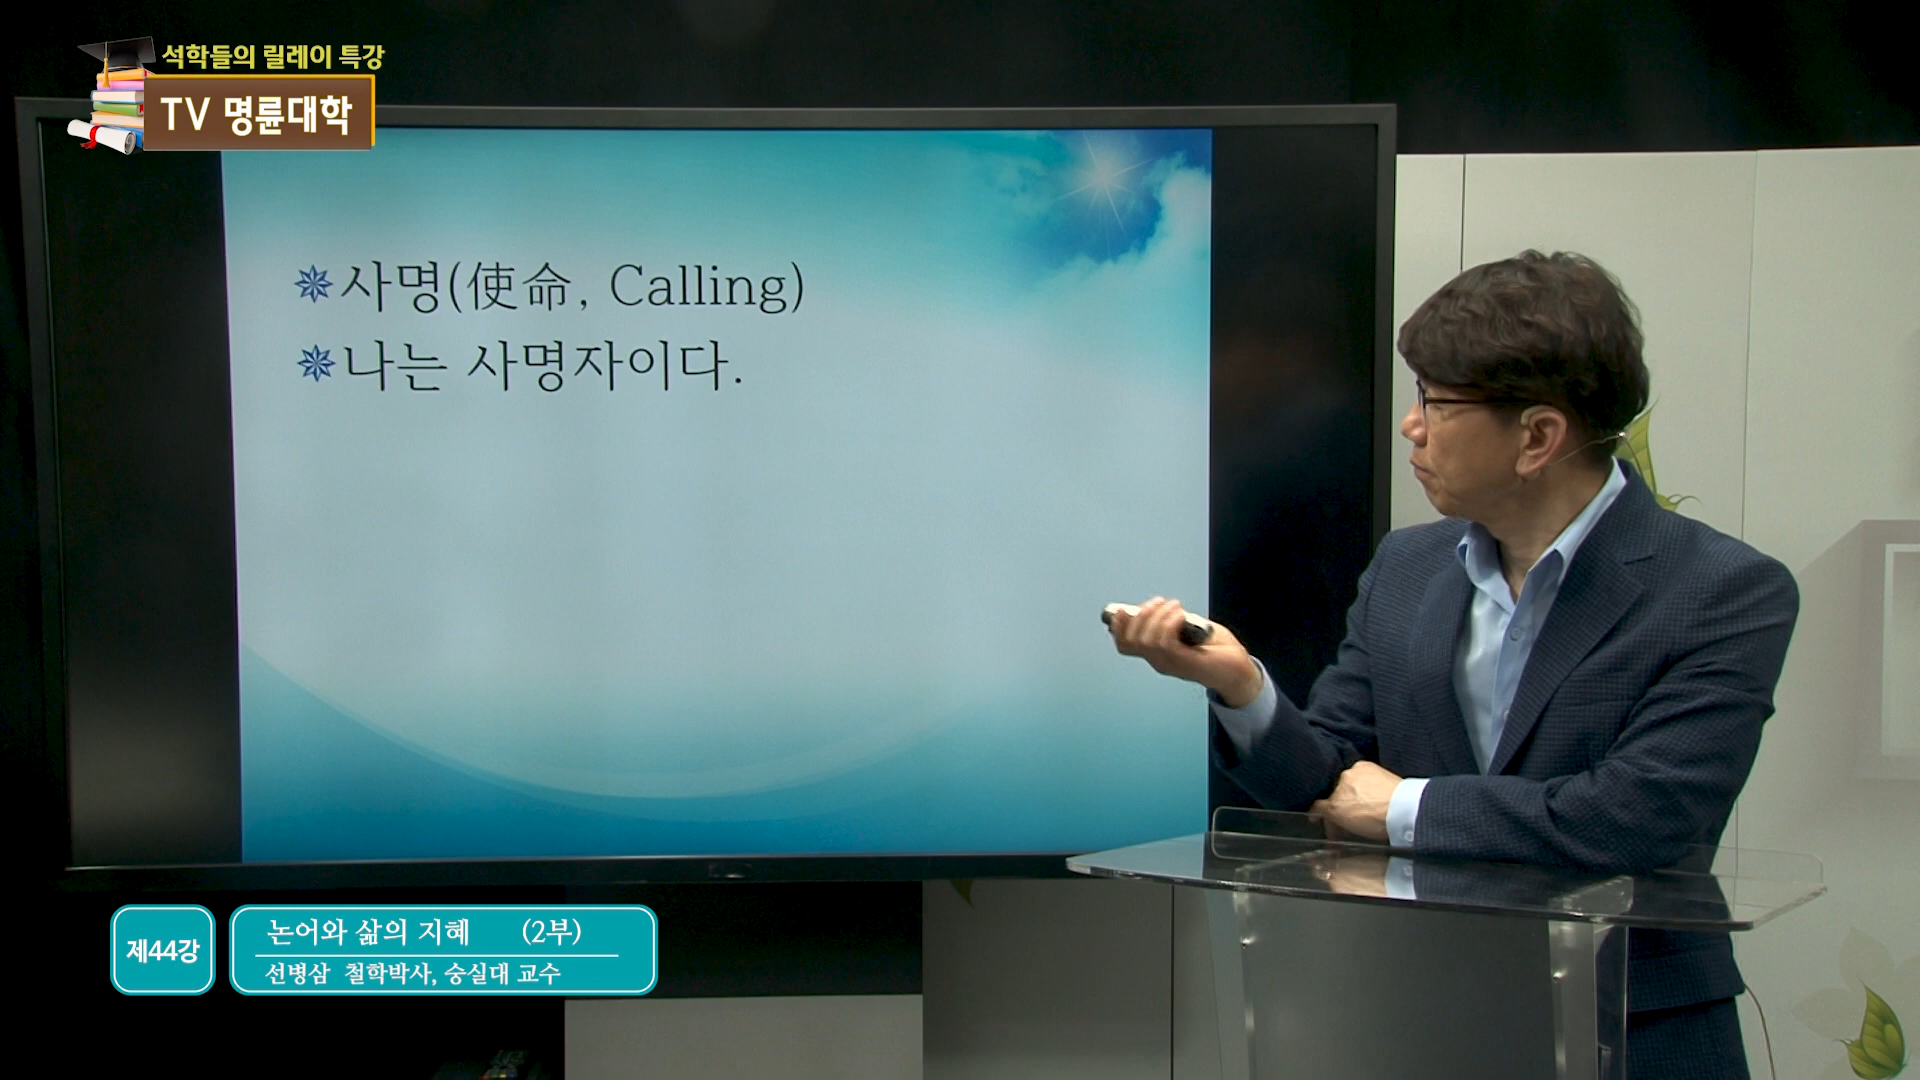 석학들의 릴레이 특강
TV 명륜대학
사명(使命, Calling)
나는 사명자이다.
제44강
논어와 삶의 지혜 (2부)
선병삼 철학박사, 숭실대 교수